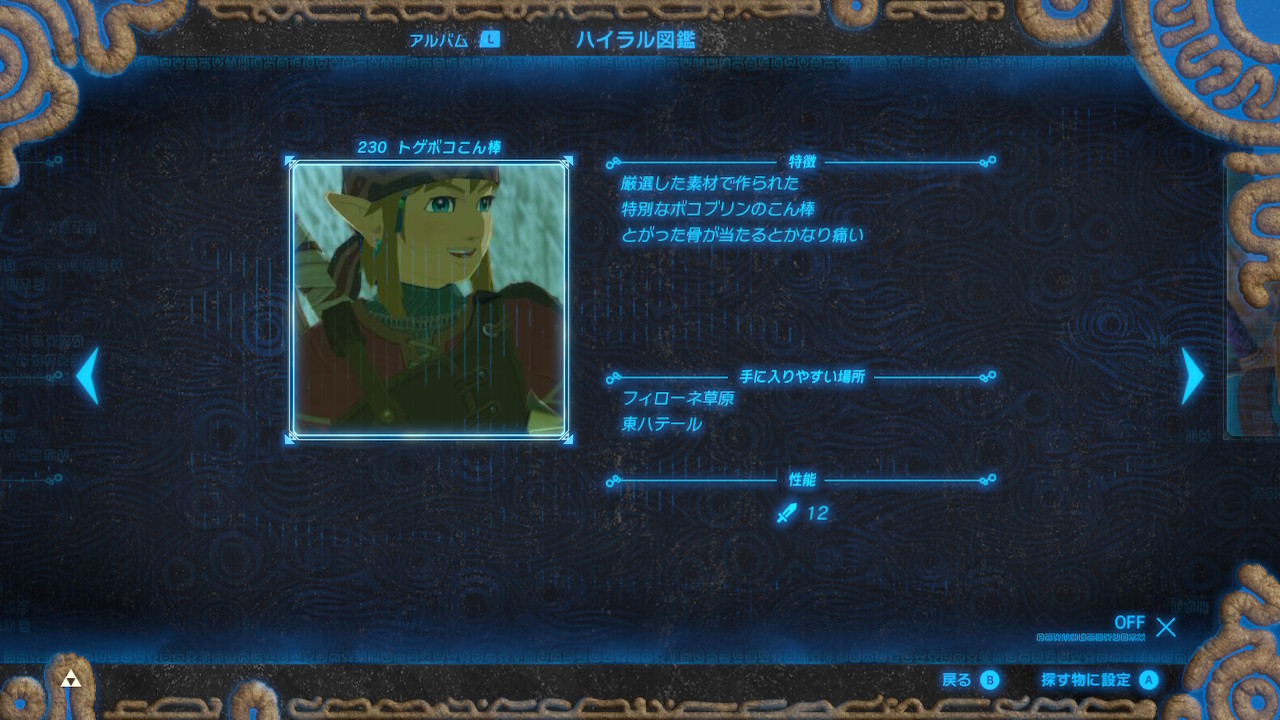 アルバム L
ハイラル図鑑
230 トゲボコこん棒
特徴
厳選した素材で作られた
特別なボコブリンのこん棒
とがった骨が当たるとかなり痛い
手に入りやすい場所
フィローネ草原
東ハテール
性能
12
OFF
戻る B 探す物に設定 A